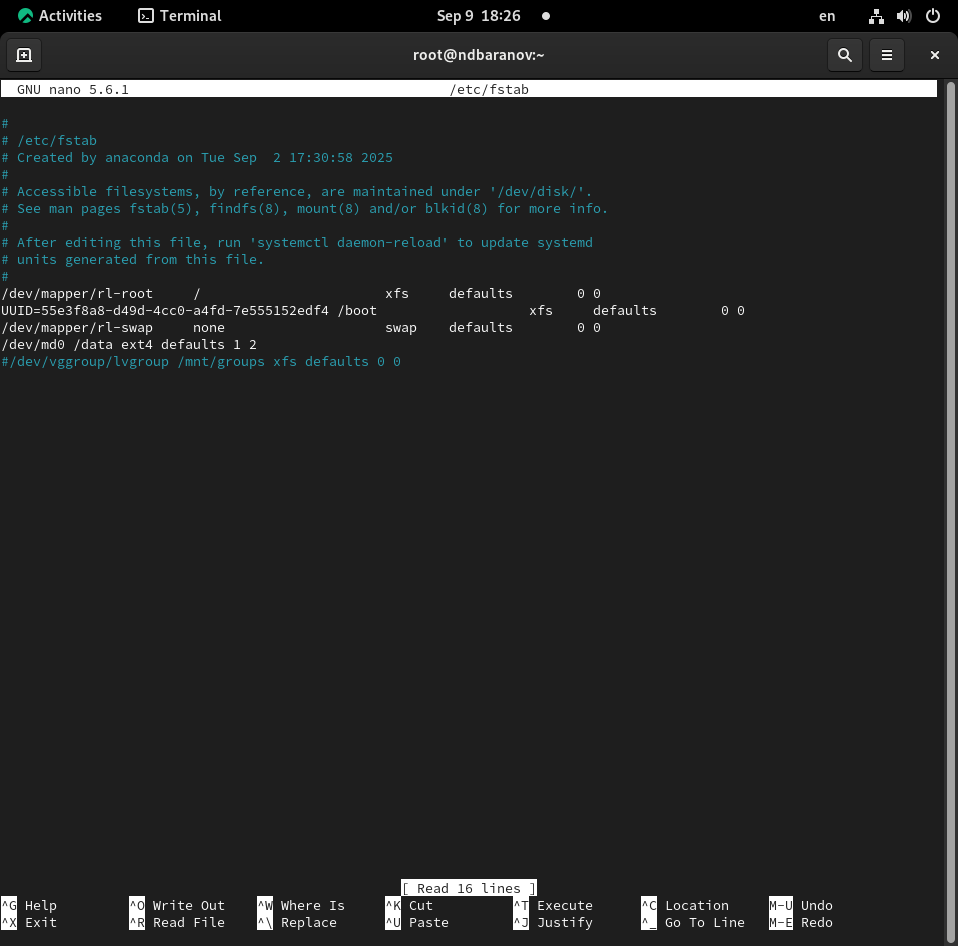 Activities Terminal Sep 9 18:26 en
root@ndbaranov:~
GNU nano 5.6.1 /etc/fstab
#
# /etc/fstab
# Created by anaconda on Tue Sep  2 17:30:58 2025
#
# Accessible filesystems, by reference, are maintained under '/dev/disk/'.
# See man pages fstab(5), findfs(8), mount(8) and/or blkid(8) for more info.
#
# After editing this file, run 'systemctl daemon-reload' to update systemd
# units generated from this file.
#
/dev/mapper/rl-root     /                       xfs     defaults        0 0
UUID=55e3f8a8-d49d-4cc0-a4fd-7e555152edf4 /boot                   xfs     defaults        0 0
/dev/mapper/rl-swap     none                    swap    defaults        0 0
/dev/md0 /data ext4 defaults 1 2
#/dev/vggroup/lvgroup /mnt/groups xfs defaults 0 0
[ Read 16 lines ]
^G Help ^O Write Out ^W Where Is ^K Cut ^T Execute ^C Location M-U Undo
^X Exit ^R Read File ^\ Replace ^U Paste ^J Justify ^_ Go To Line M-E Redo